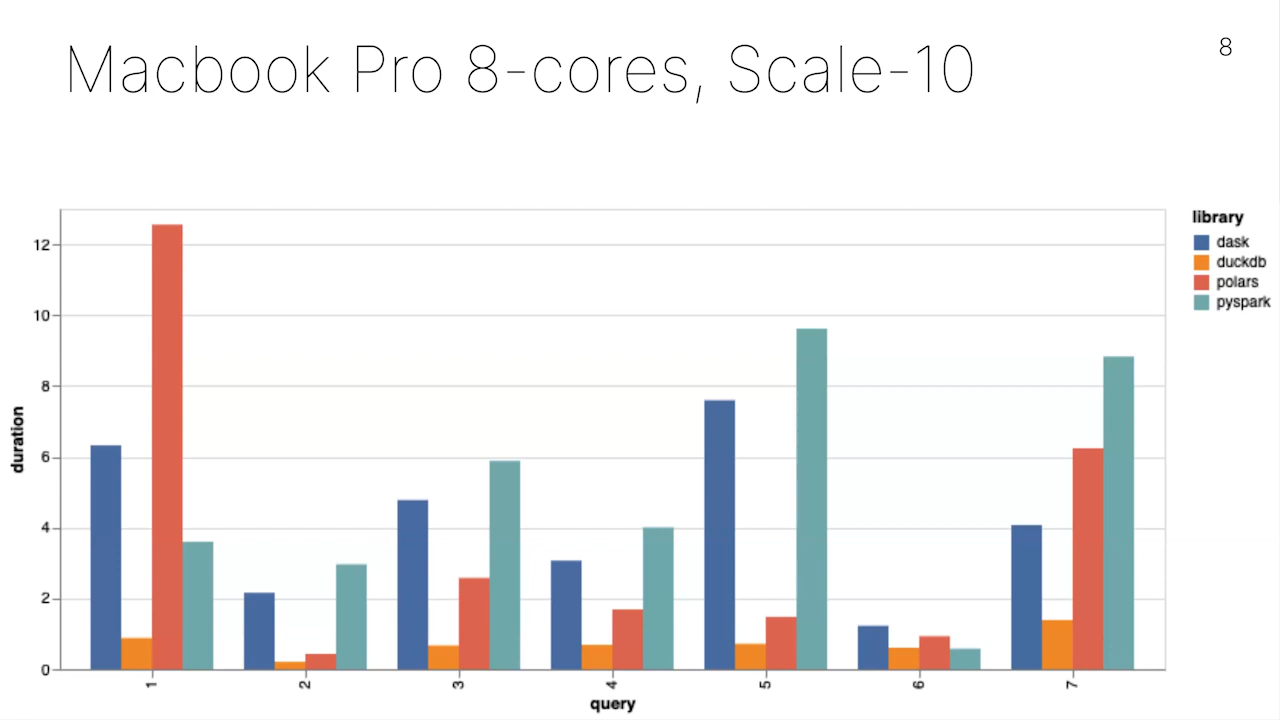 Macbook Pro 8-cores, Scale-10
8
library
dask
duckdb
polars
pyspark
12
10
8
6
4
2
0
duration
1 2 3 4 5 6 7
query